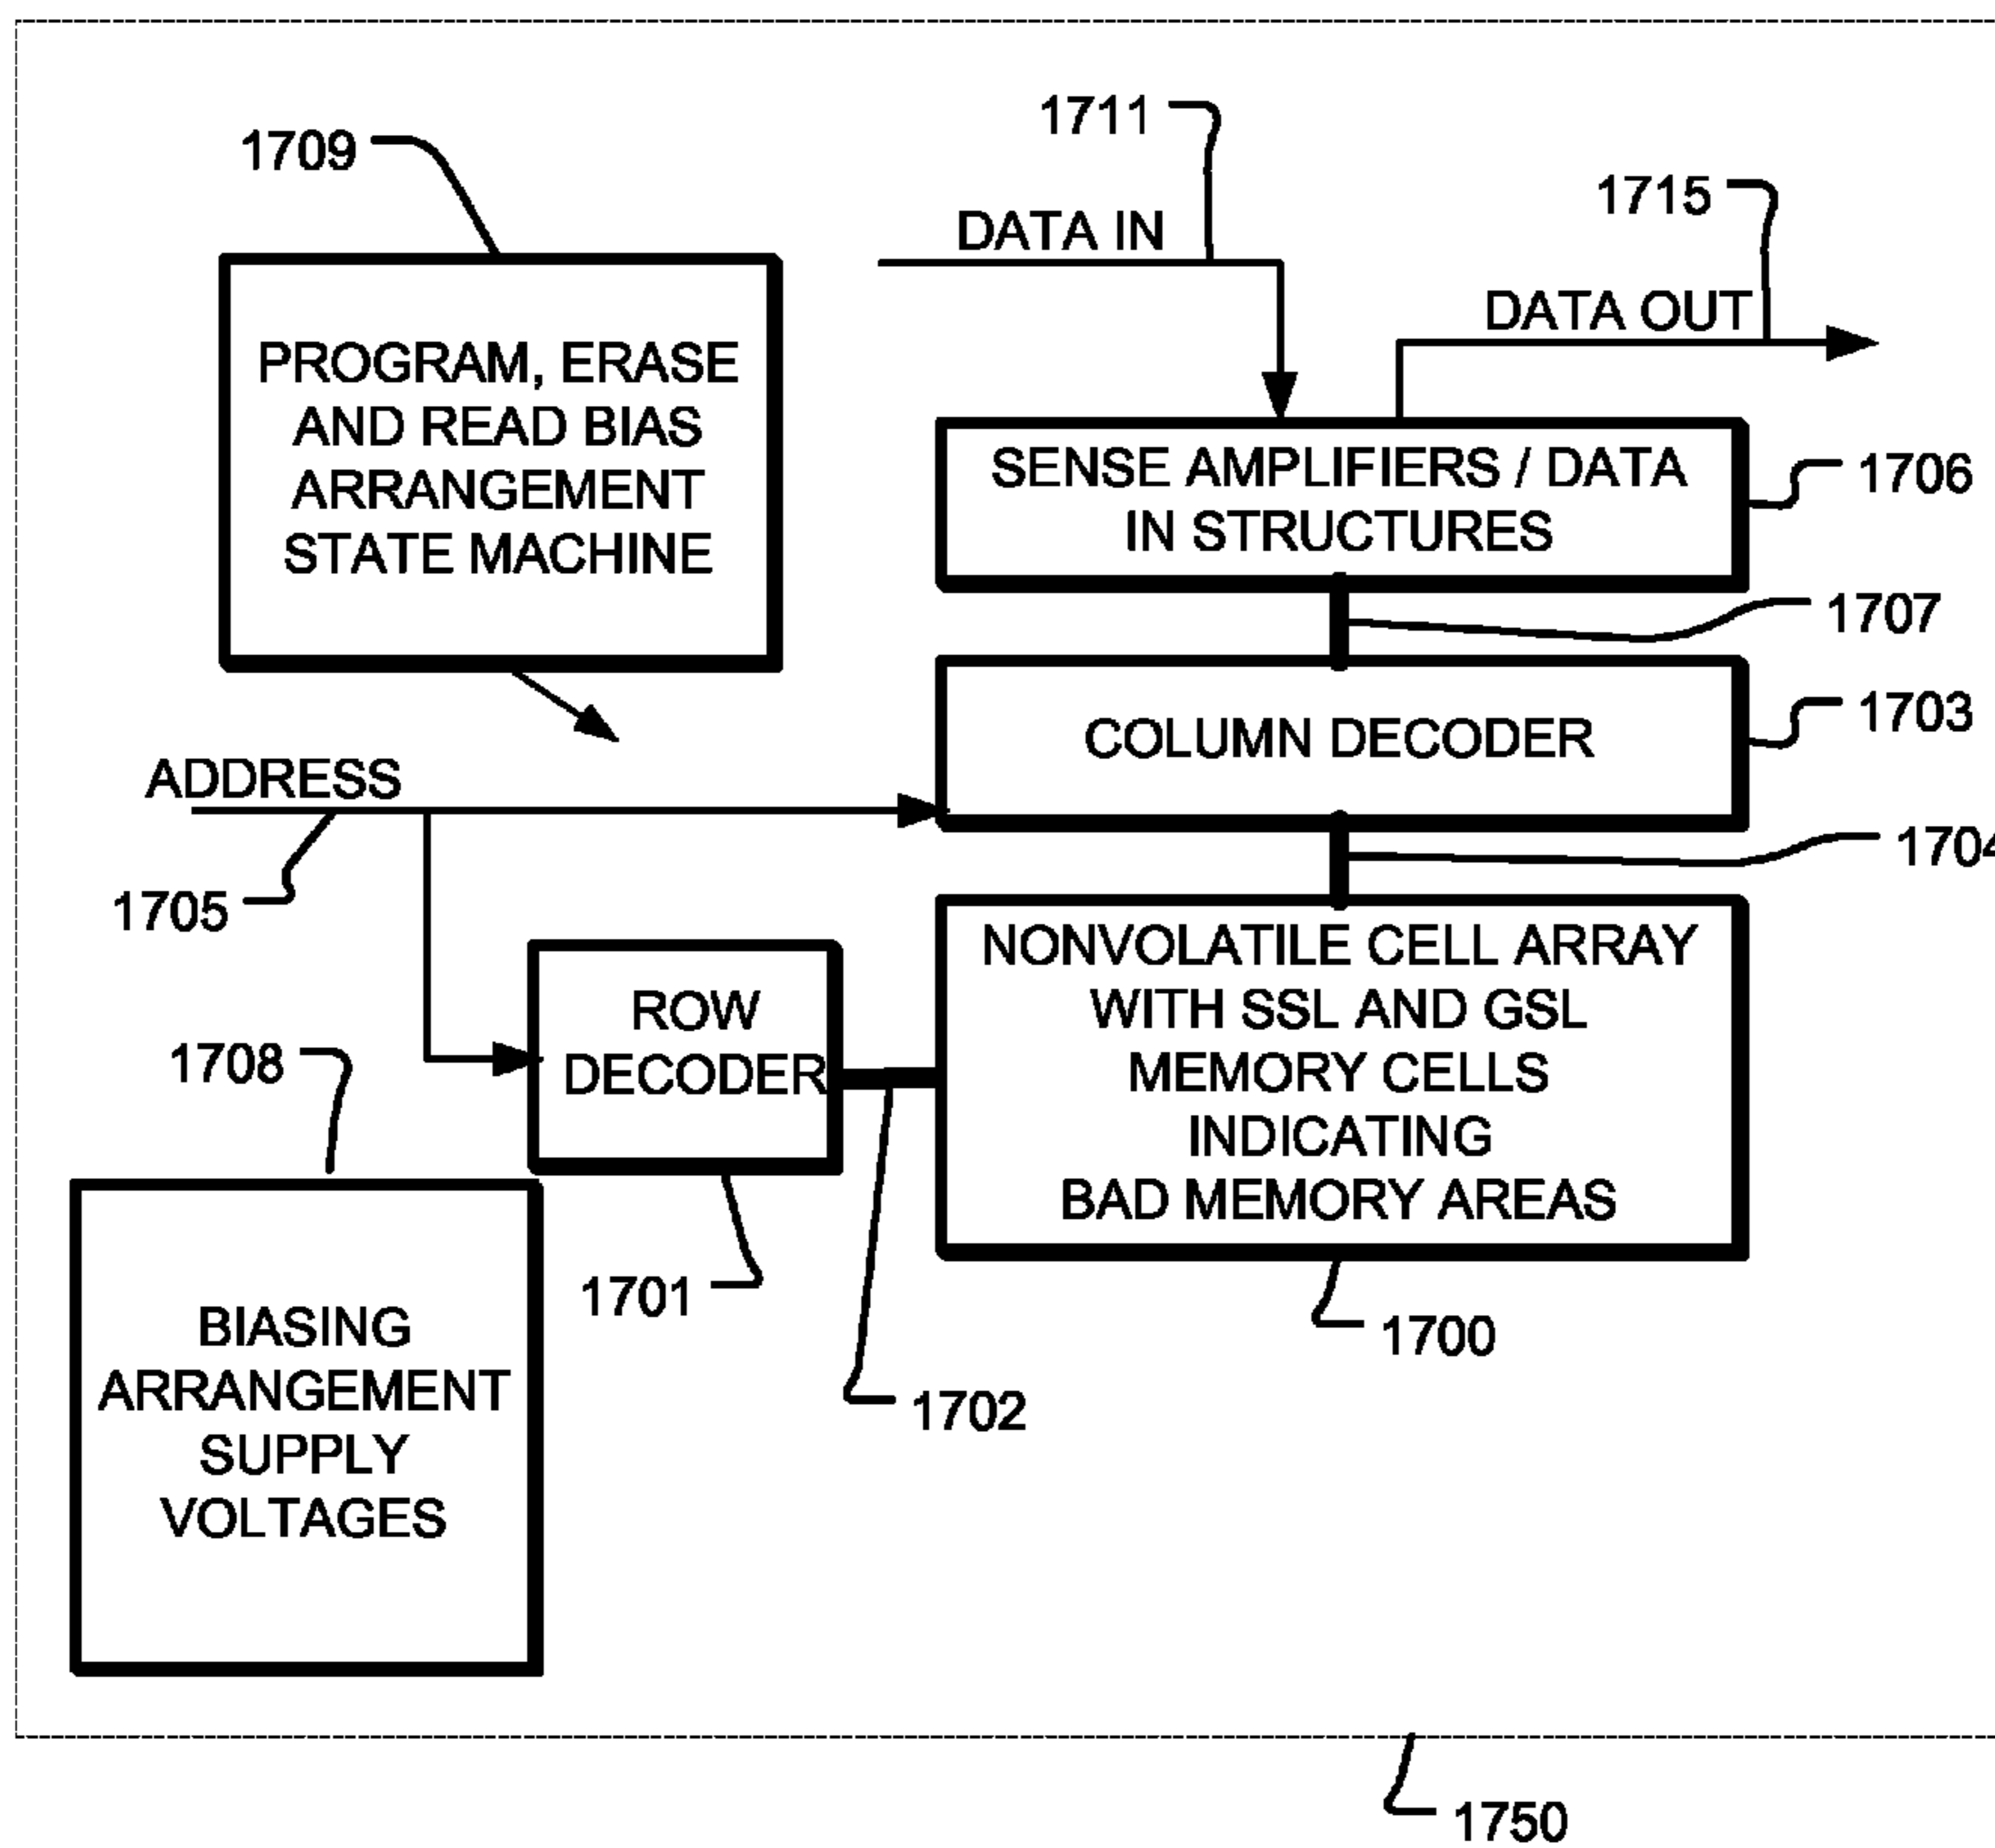 1711
1709
1715
DATA IN
DATA OUT
PROGRAM, ERASE
AND READ BIAS
ARRANGEMENT
STATE MACHINE
SENSE AMPLIFIERS / DATA
IN STRUCTURES
1706
1707
COLUMN DECODER
1703
ADDRESS
1704
1705
NONVOLATILE CELL ARRAY
WITH SSL AND GSL
MEMORY CELLS
INDICATING
BAD MEMORY AREAS
ROW
DECODER
1708
1701
1700
1702
BIASING
ARRANGEMENT
SUPPLY
VOLTAGES
1750